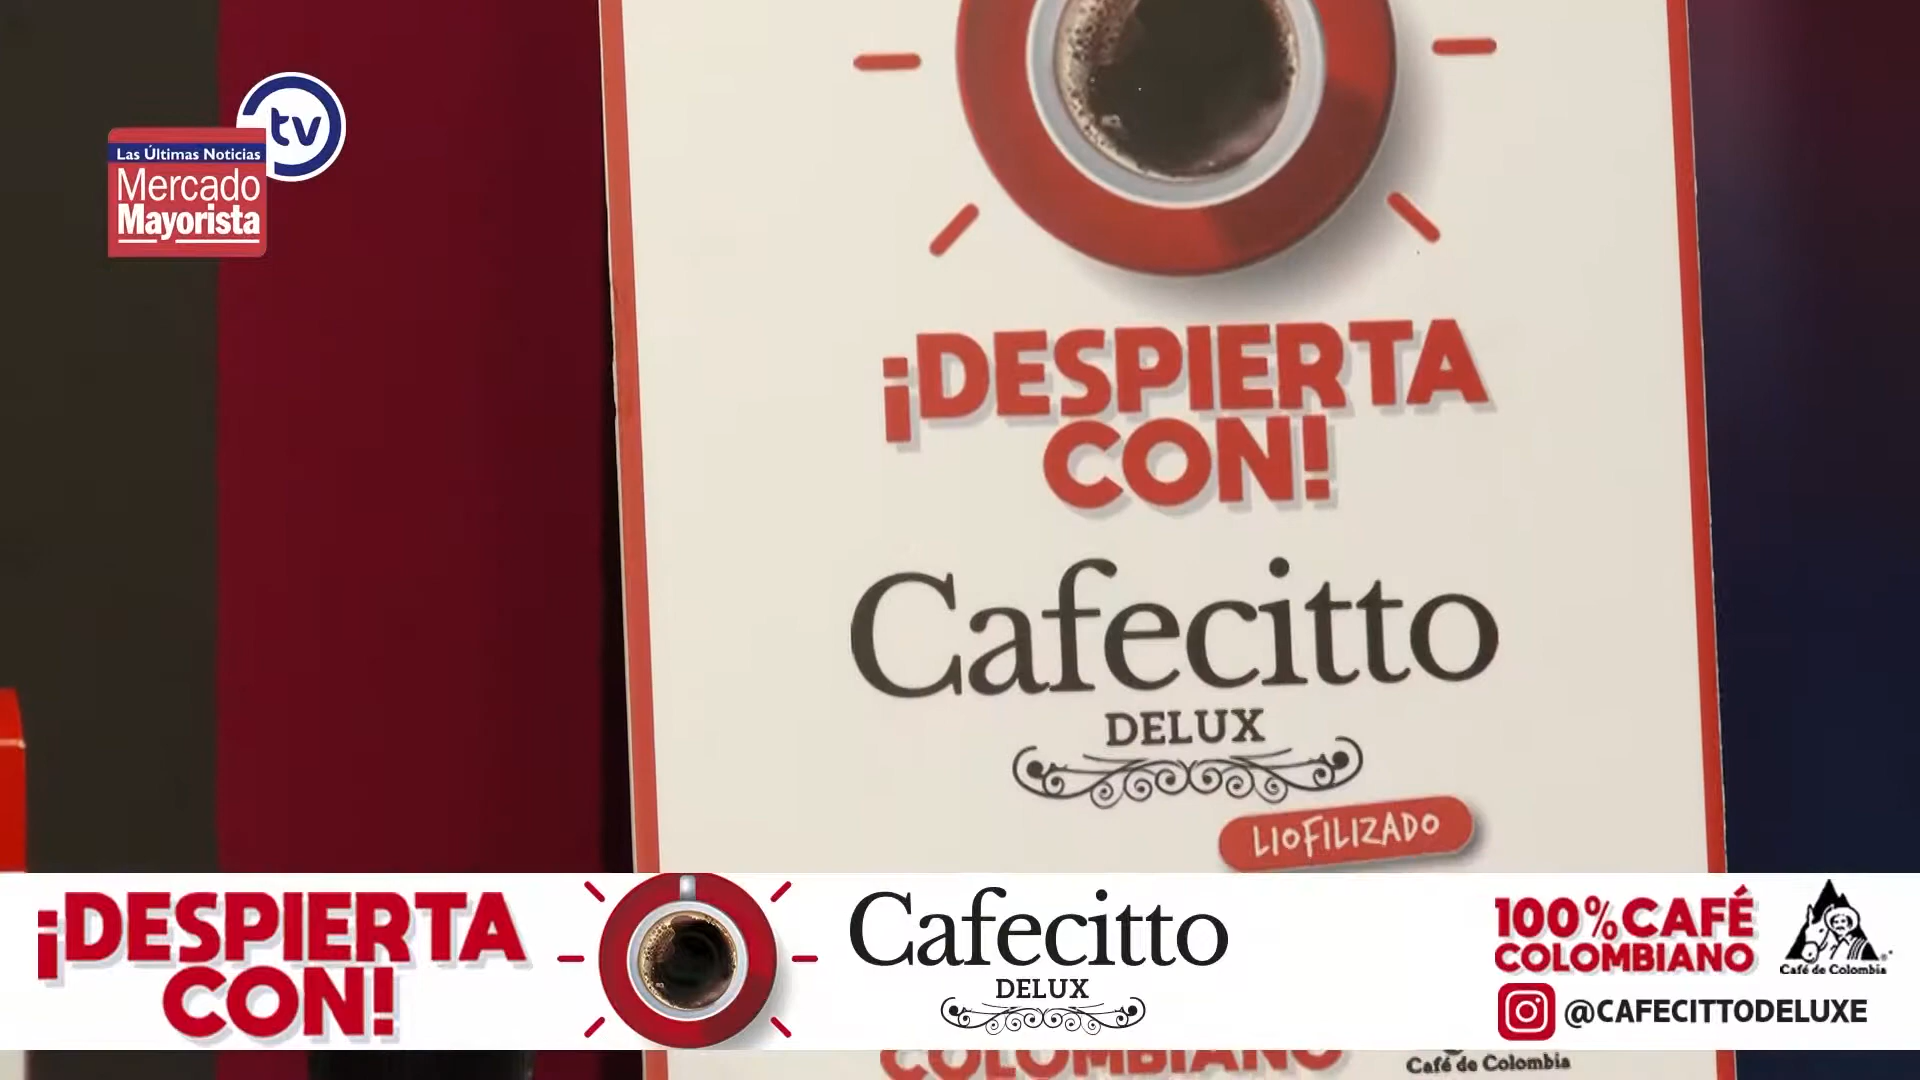 tv
Las Últimas Noticias
Mercado
Mayorista
¡DESPIERTA
CON!
Cafecitto
DELUX
LIOFILIZADO
¡DESPIERTA
CON!
Cafecitto
DELUX
100% CAFÉ
COLOMBIANO
Café de Colombia
@CAFECITTODELUXE
COLOMBIANO
Café de Colombia